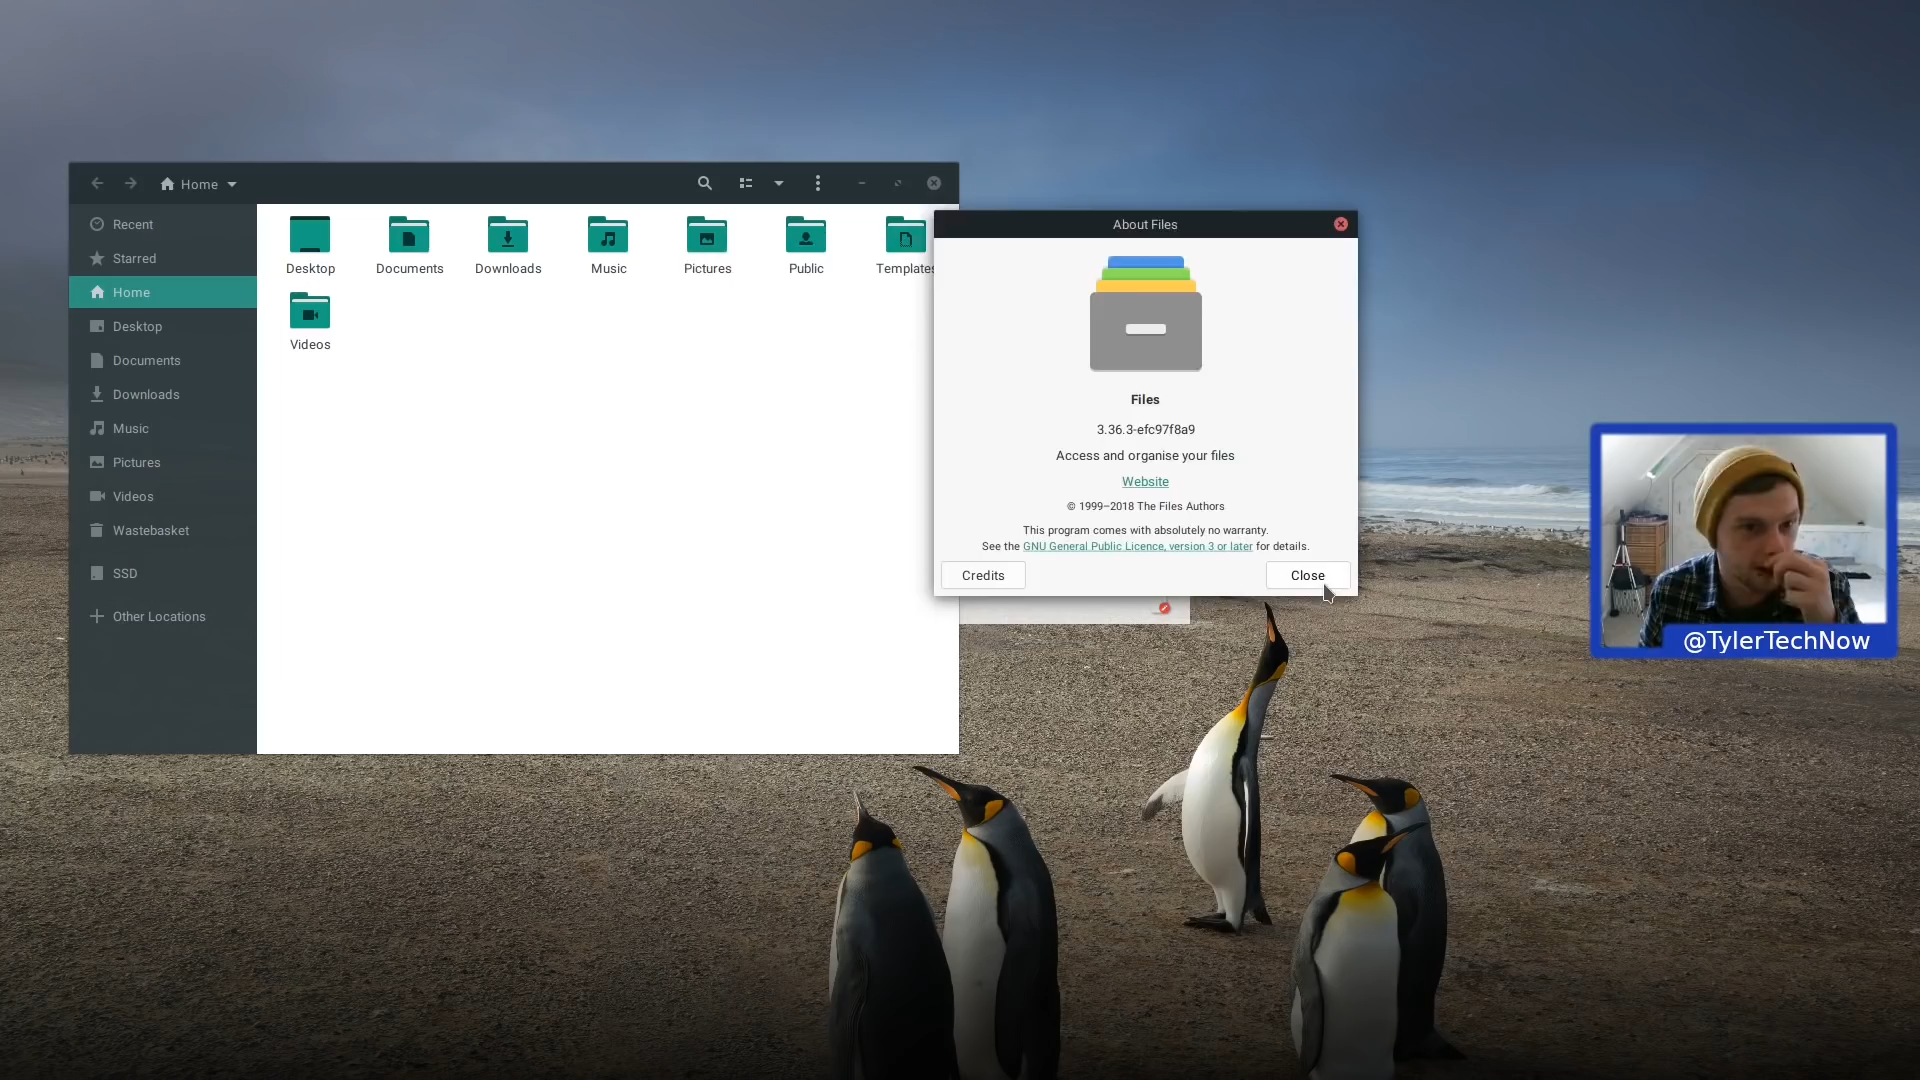 Home
Recent
Starred
Home
Desktop
Documents
Downloads
Music
Pictures
Videos
Wastebasket
SSD
Other Locations
Desktop
Documents
Downloads
Music
Pictures
Public
Templates
Videos
About Files
Files
3.36.3-efc97f8a9
Access and organise your files
Website
© 1999–2018 The Files Authors
This program comes with absolutely no warranty.
See the GNU General Public Licence, version 3 or later for details.
Credits
Close
@TylerTechNow